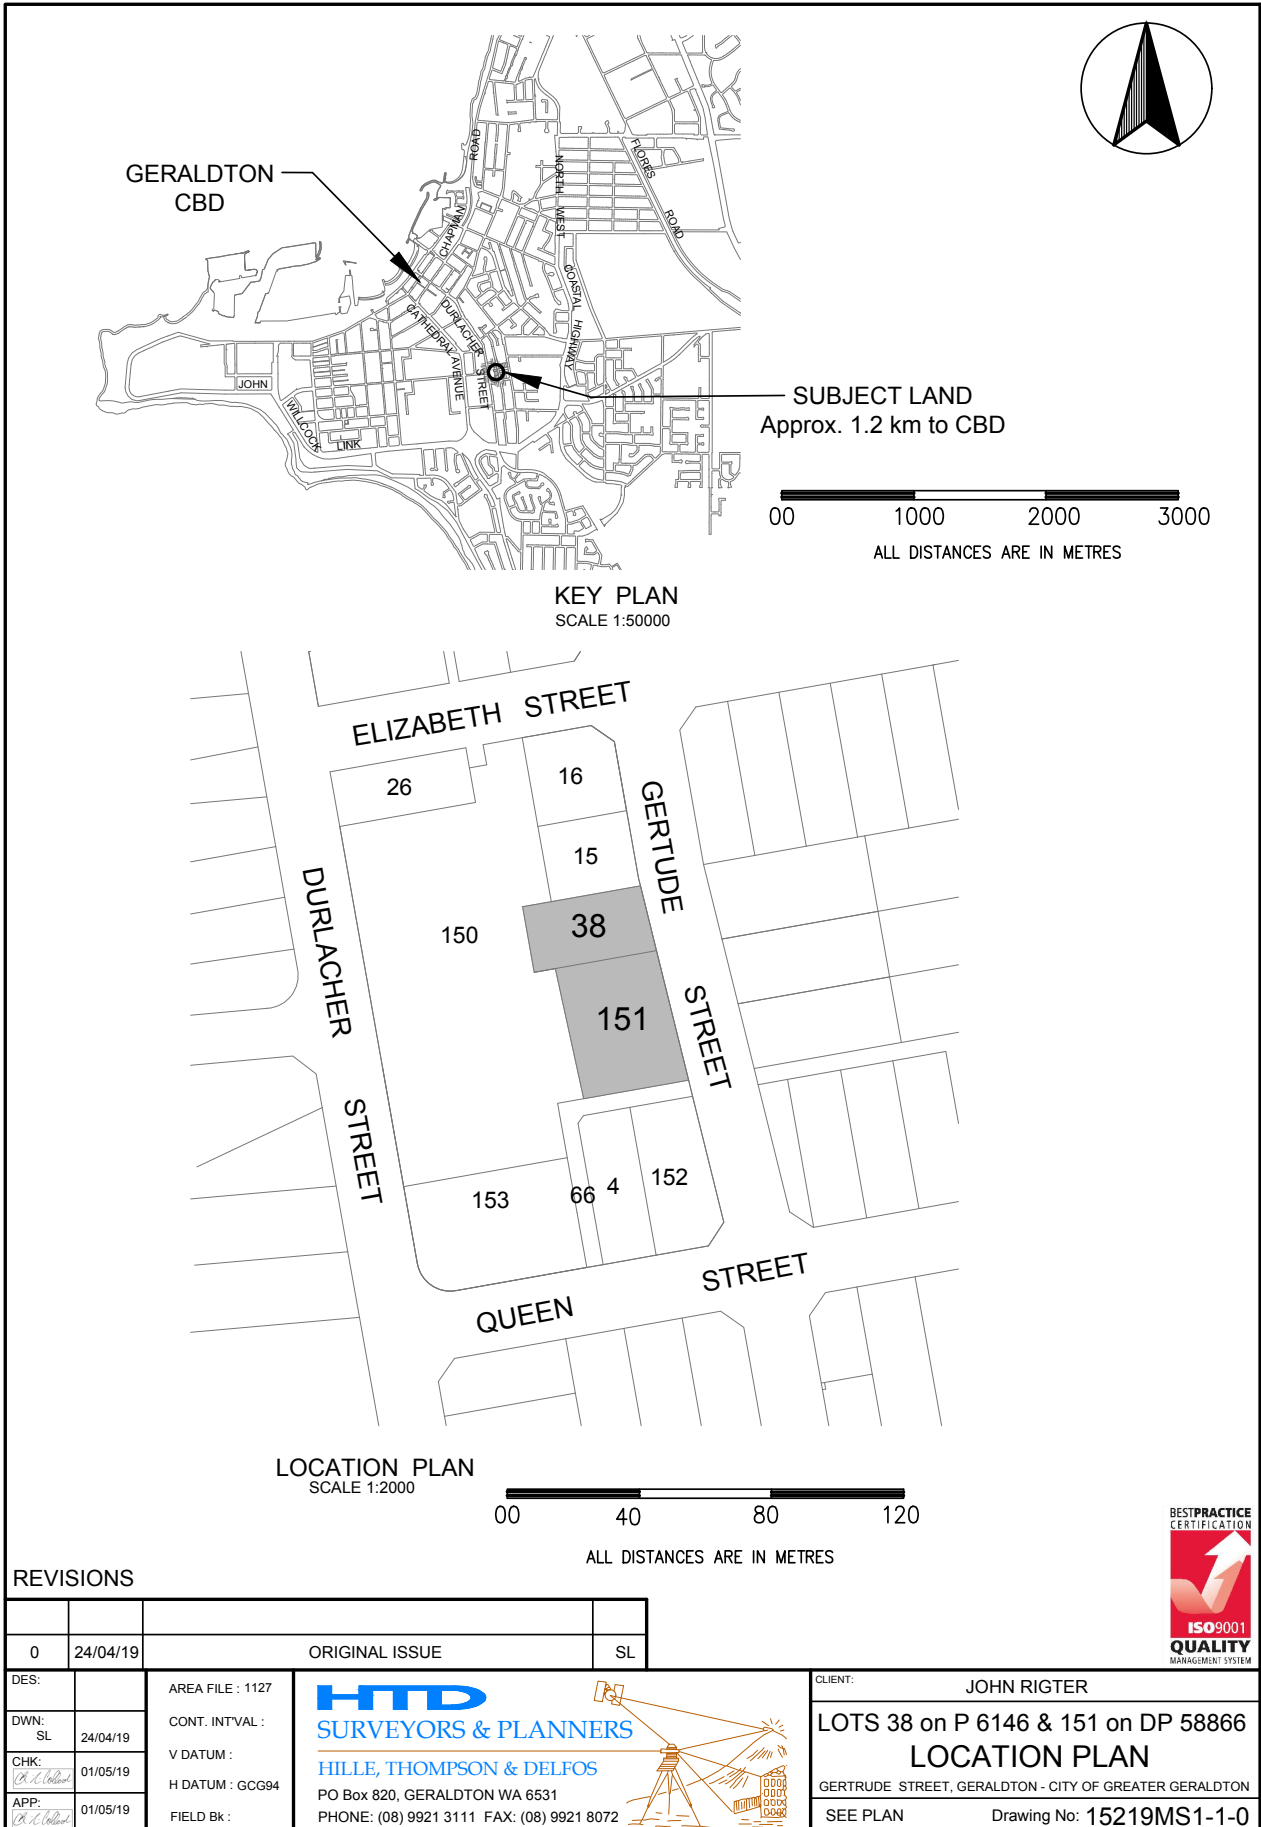 GERALDTON
CBD
ROAD
CHAPMAN
NORTH WEST
COASTAL HIGHWAY
FLORES
ROAD
DURLACHER
STREET
CATHEDRAL AVENUE
JOHN
WILLCOCK
LINK
SUBJECT LAND
Approx. 1.2 km to CBD
00 1000 2000 3000
ALL DISTANCES ARE IN METRES
KEY PLAN
SCALE 1:50000
ELIZABETH STREET
26
16
15
GERTUDE
STREET
DURLACHER
STREET
150
38
151
153
66
4
152
QUEEN STREET
LOCATION PLAN
SCALE 1:2000
00 40 80 120
ALL DISTANCES ARE IN METRES
BESTPRACTICE
CERTIFICATION
ISO9001
QUALITY
MANAGEMENT SYSTEM
REVISIONS
0 24/04/19 ORIGINAL ISSUE SL
DES:
DWN:
SL 24/04/19
CHK:
01/05/19
APP:
01/05/19
AREA FILE : 1127
CONT. INT'VAL :
V DATUM :
H DATUM : GCG94
FIELD Bk :
HTD
SURVEYORS & PLANNERS
HILLE, THOMPSON & DELFOS
PO Box 820, GERALDTON WA 6531
PHONE: (08) 9921 3111 FAX: (08) 9921 8072
CLIENT: JOHN RIGTER
LOTS 38 on P 6146 & 151 on DP 58866
LOCATION PLAN
GERTRUDE STREET, GERALDTON - CITY OF GREATER GERALDTON
SEE PLAN Drawing No: 15219MS1-1-0